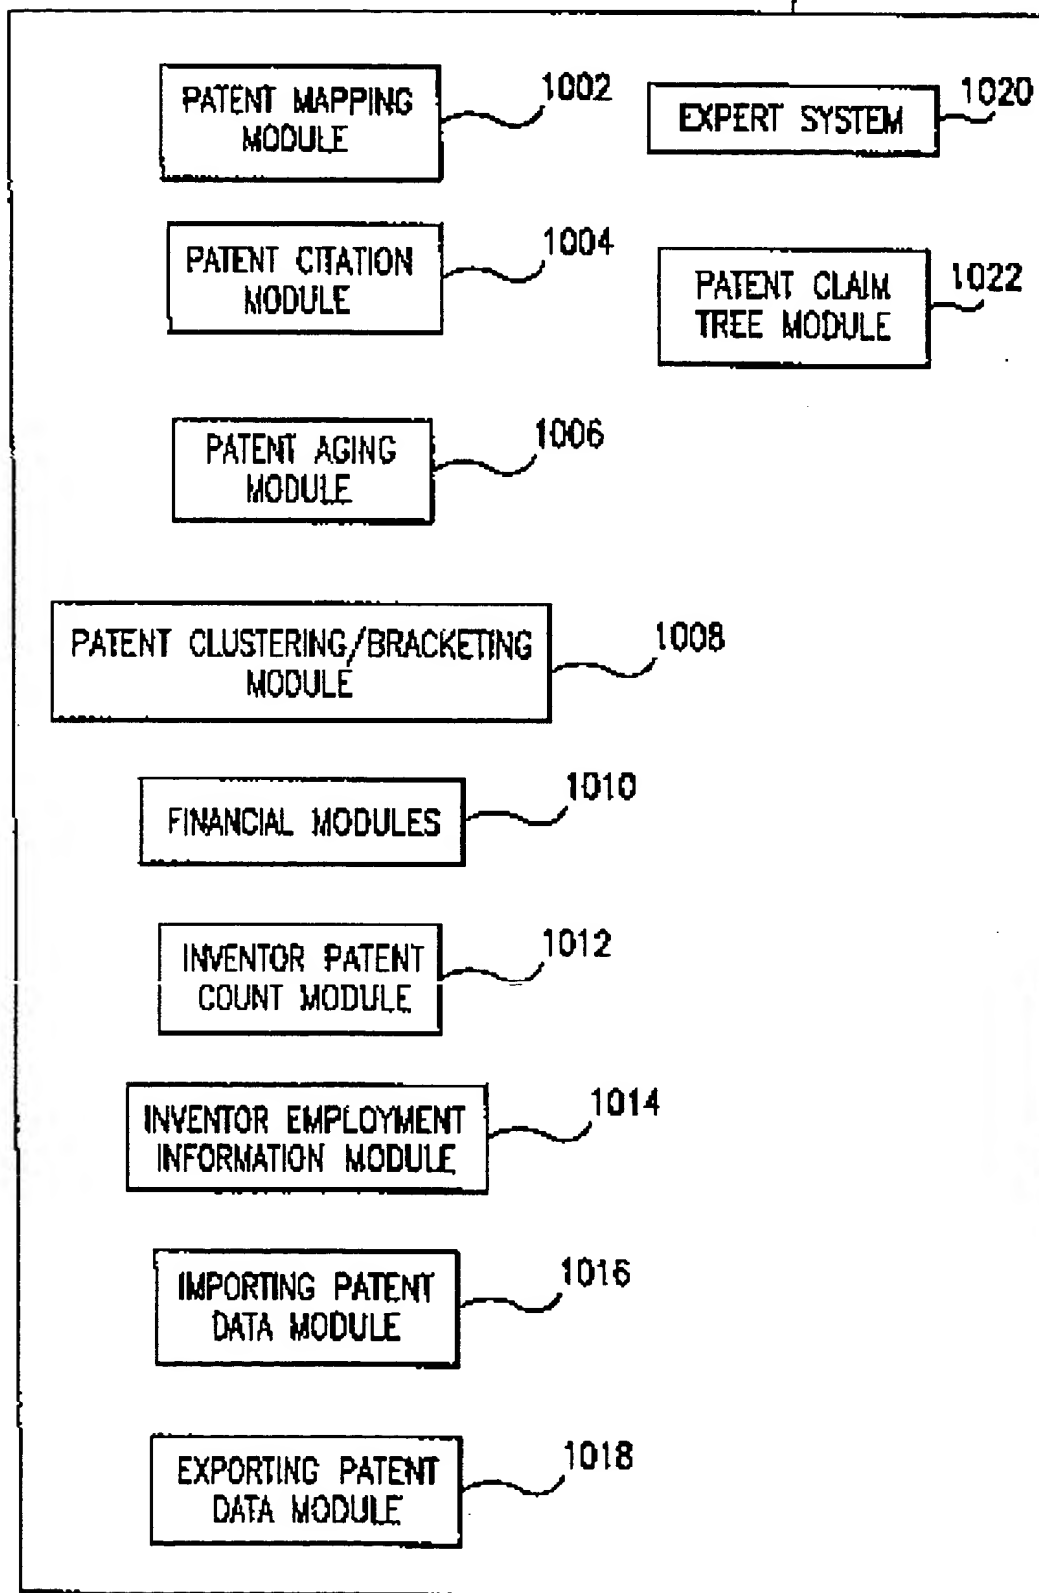 PATENT MAPPING
MODULE
1002
EXPERT SYSTEM
1020
PATENT CITATION
MODULE
1004
PATENT CLAIM
TREE MODULE
1022
PATENT AGING
MODULE
1006
PATENT CLUSTERING/BRACKETING
MODULE
1008
FINANCIAL MODULES
1010
INVENTOR PATENT
COUNT MODULE
1012
INVENTOR EMPLOYMENT
INFORMATION MODULE
1014
IMPORTING PATENT
DATA MODULE
1016
EXPORTING PATENT
DATA MODULE
1018